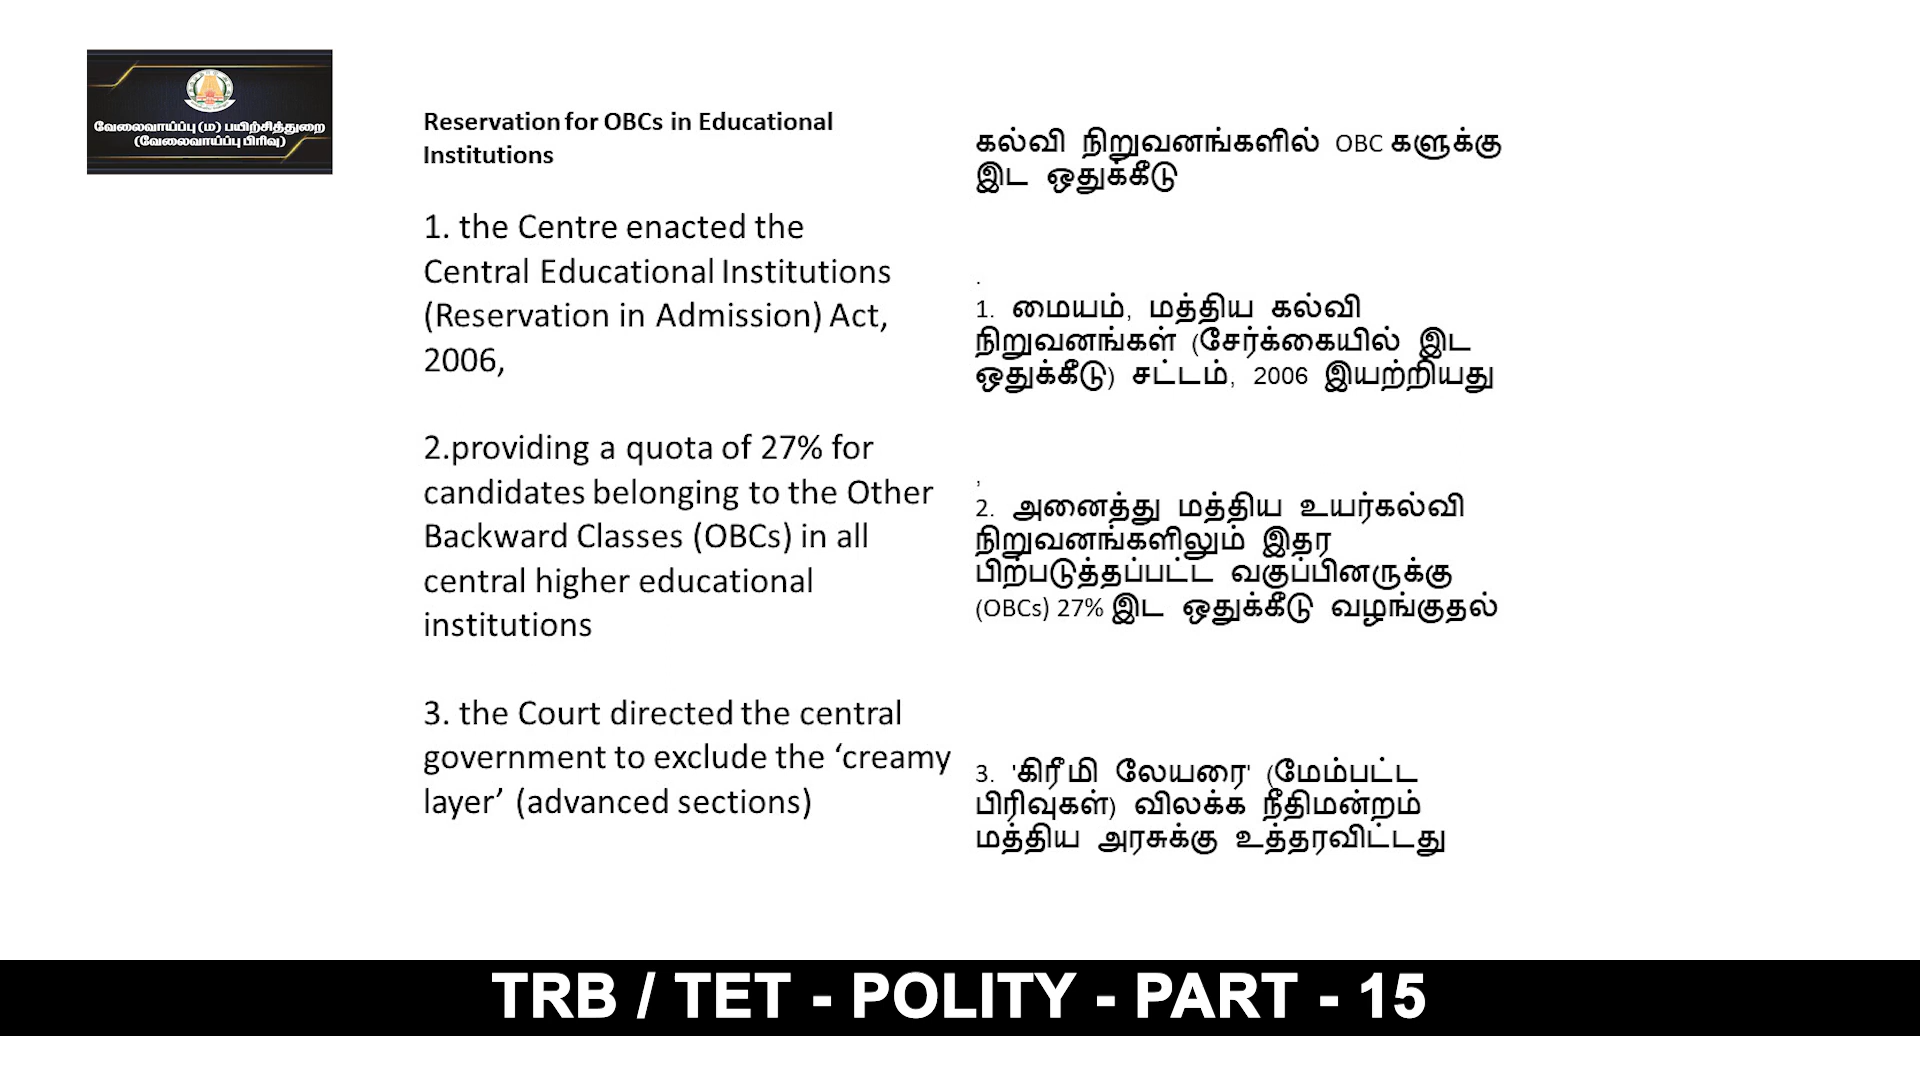 வேலைவாய்ப்பு (ம) பயிற்சித்துறை
(வேலைவாய்ப்பு பிரிவு)
Reservation for OBCs in Educational
Institutions
1. the Centre enacted the
Central Educational Institutions
(Reservation in Admission) Act,
2006,
2.providing a quota of 27% for
candidates belonging to the Other
Backward Classes (OBCs) in all
central higher educational
institutions
3. the Court directed the central
government to exclude the ‘creamy
layer’ (advanced sections)
கல்வி நிறுவனங்களில் OBC களுக்கு
இட ஒதுக்கீடு
.
1. மையம், மத்திய கல்வி
நிறுவனங்கள் (சேர்க்கையில் இட
ஒதுக்கீடு) சட்டம், 2006 இயற்றியது
,
2. அனைத்து மத்திய உயர்கல்வி
நிறுவனங்களிலும் இதர
பிற்படுத்தப்பட்ட வகுப்பினருக்கு
(OBCs) 27% இட ஒதுக்கீடு வழங்குதல்
3. 'கிரீமி லேயரை' (மேம்பட்ட
பிரிவுகள்) விலக்க நீதிமன்றம்
மத்திய அரசுக்கு உத்தரவிட்டது
TRB / TET - POLITY - PART - 15